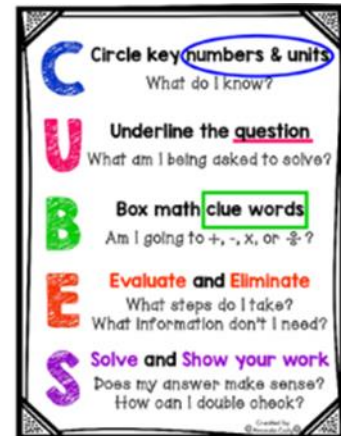 C Circle key numbers & units
What do I know?
U Underline the question
What am I being asked to solve?
B Box math clue words
Am I going to +, -, x, or ÷?
E Evaluate and Eliminate
What steps do I take?
What information don't I need?
S Solve and Show your work
Does my answer make sense?
How can I double check?
Created by